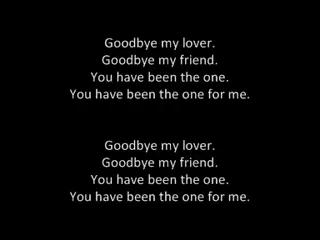 Goodbye my lover.
Goodbye my friend.
You have been the one.
You have been the one for me.
Goodbye my lover.
Goodbye my friend.
You have been the one.
You have been the one for me.